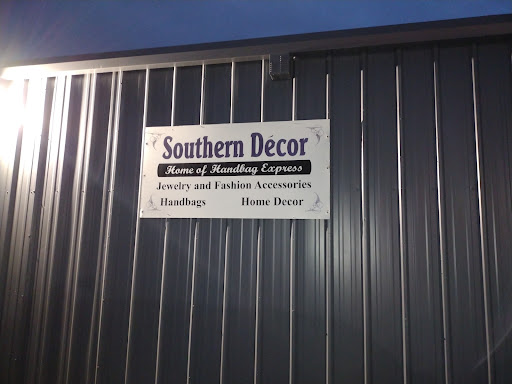 Southern Décor
Home of Handbag Express
Jewelry and Fashion Accessories
Handbags Home Decor